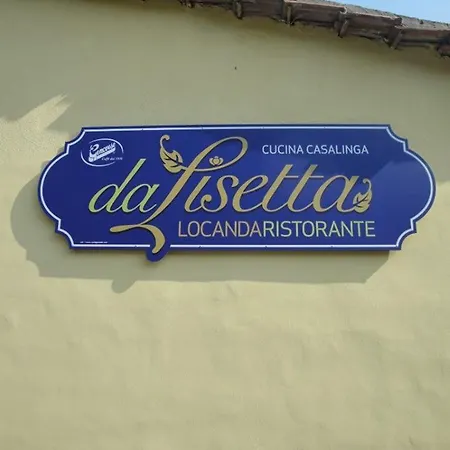 CUCINA CASALINGA
da Lisetta
LOCANDARISTORANTE